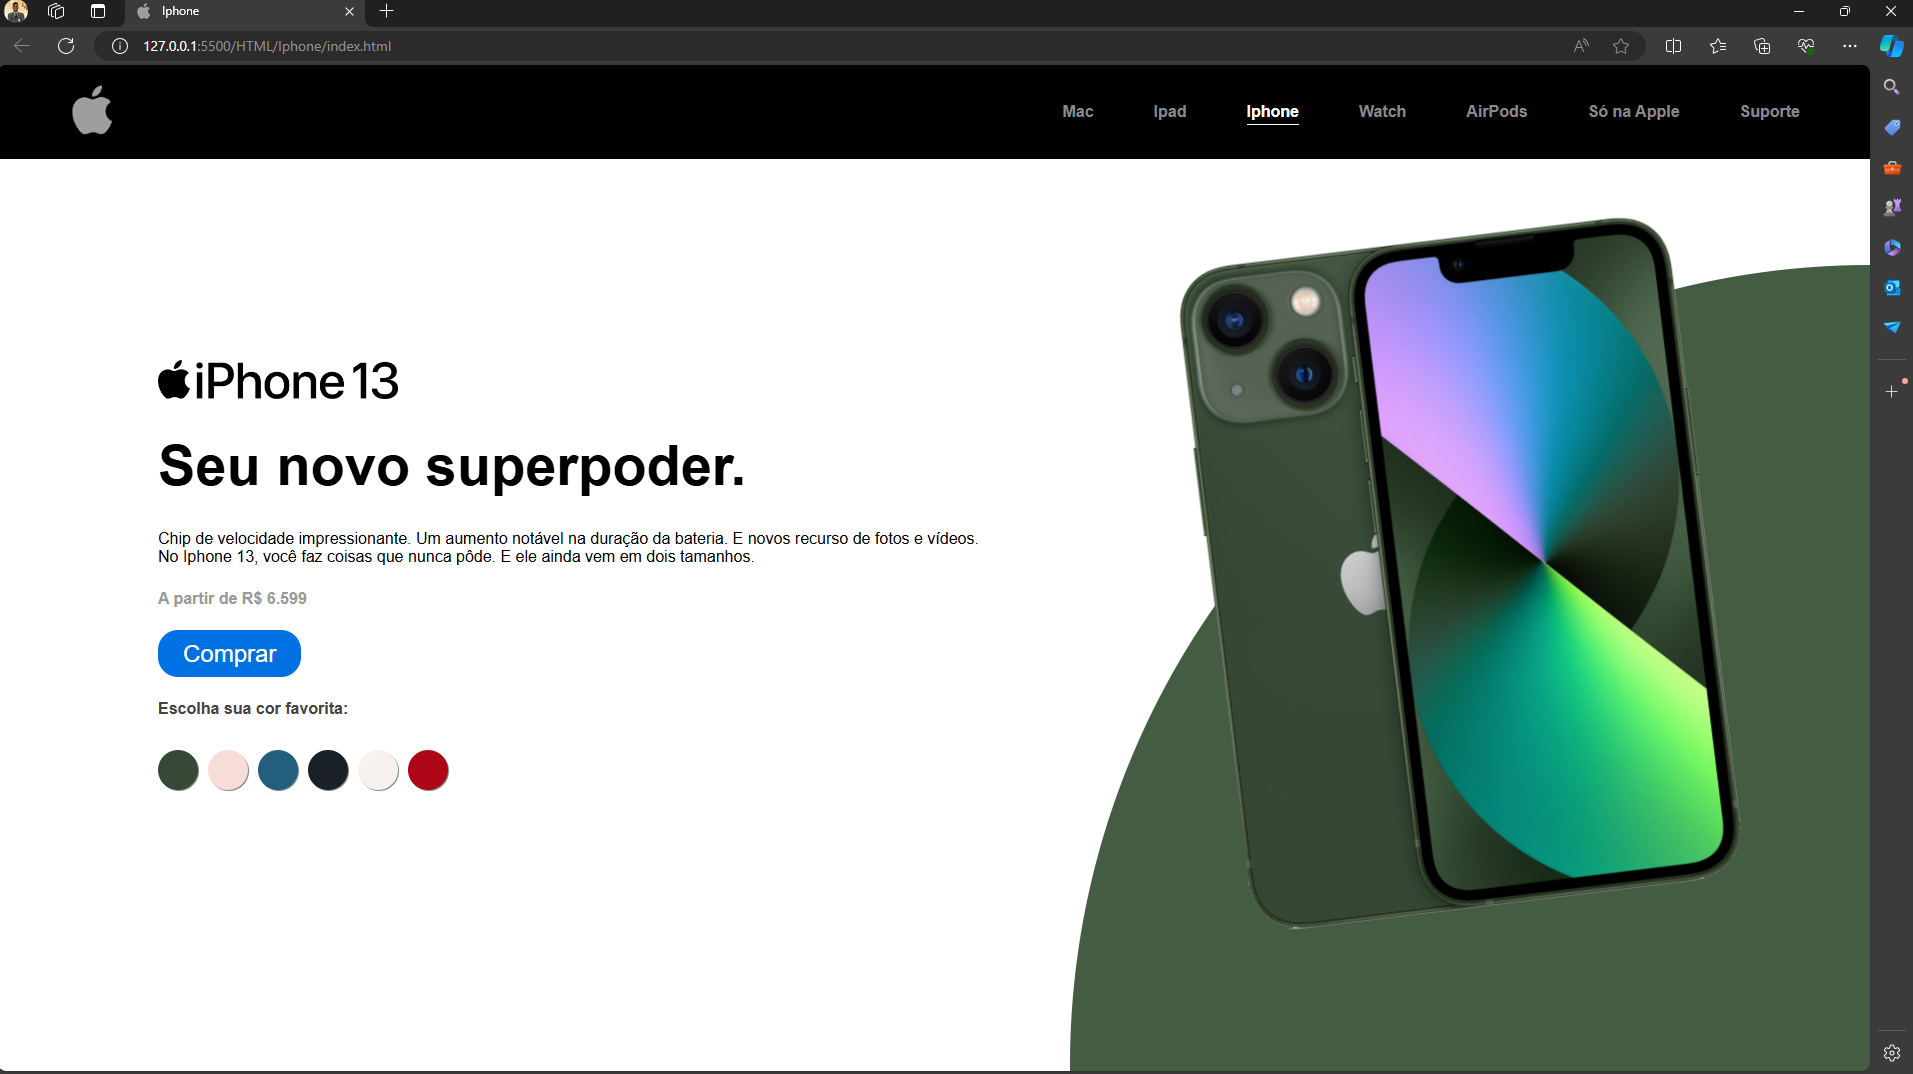 Iphone
127.0.0.1:5500/HTML/Iphone/index.html
Mac Ipad Iphone Watch AirPods Só na Apple Suporte
iPhone 13
Seu novo superpoder.
Chip de velocidade impressionante. Um aumento notável na duração da bateria. E novos recurso de fotos e vídeos.
No Iphone 13, você faz coisas que nunca pôde. E ele ainda vem em dois tamanhos.
A partir de R$ 6.599
Comprar
Escolha sua cor favorita: